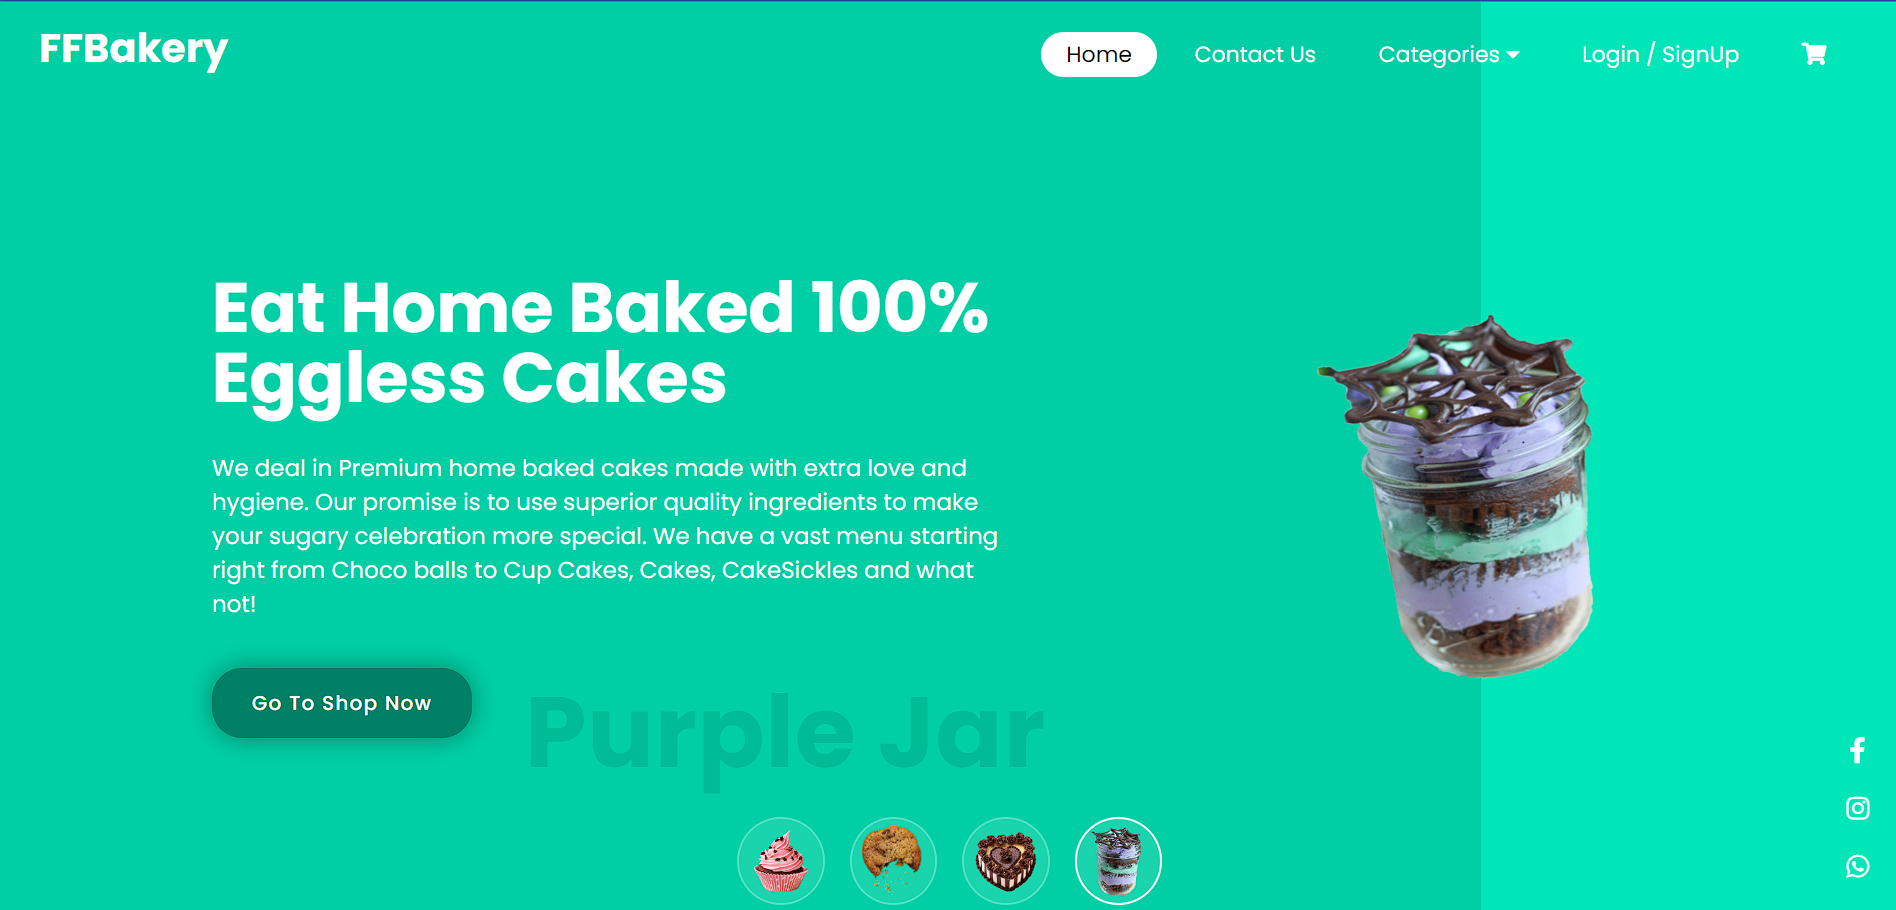 FFBakery
Home
Contact Us
Categories
Login / SignUp
Eat Home Baked 100%
Eggless Cakes
We deal in Premium home baked cakes made with extra love and
hygiene. Our promise is to use superior quality ingredients to make
your sugary celebration more special. We have a vast menu starting
right from Choco balls to Cup Cakes, Cakes, CakeSickles and what
not!
Go To Shop Now
Purple Jar